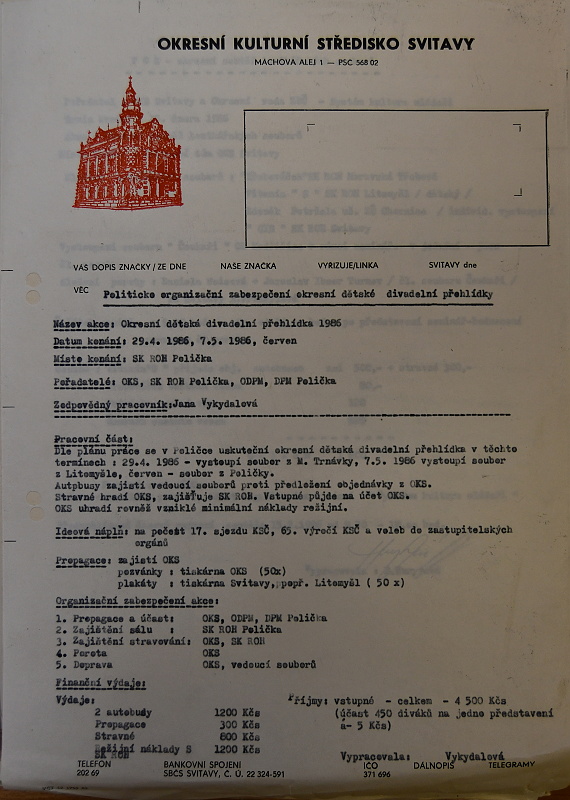 OKRESNÍ KULTURNÍ STŘEDISKO SVITAVY
MÁCHOVA ALEJ 1 — PSČ 568 02
VÁŠ DOPIS ZNAČKY / ZE DNE NAŠE ZNAČKA VYŘIZUJE/LINKA SVITAVY dne
VĚC Politicko organizační zabezpečení okresní dětské divadelní přehlídky
Název akce: Okresní dětská divadelní přehlídka 1986
Datum konání: 29.4. 1986, 7.5. 1986, červen
Místo konání: SK ROH Polička
Pořadatelé: OKS, SK ROH Polička, ODPM, DPM Polička
Zodpovědný pracovník: Jana Vykydalová
Pracovní část:
Dle plánu práce se v Poličce uskuteční okresní dětská divadelní přehlídka v těchto
termínech : 29.4. 1986 - vystoupí soubor z M. Trnávky, 7.5. 1986 vystoupí soubor
z Litomyšle, červen - soubor z Poličky.
Autpbusy zajistí vedoucí souborů proti předložení objednávky z OKS.
Stravné hradí OKS, zajišťuje SK ROH. Vstupné půjde na účet OKS.
OKS uhradí rovněž vzniklé minimální náklady režijní.
Ideová náplň: na počest 17. sjezdu KSČ, 65. výročí KSČ a voleb do zastupitelských
orgánů
Propagace: zajistí OKS
pozvánky : tiskárna OKS (50x)
plakáty : tiskárna Svitavy, popř. Litomyšl ( 50 x)
Organizační zabezpečení akce:
1. Propagace a účast: OKS, ODPM, DPM Polička
2. Zajištění sálu : SK ROH Polička
3. Zajištění stravování: OKS, SK ROH
4. Porota OKS
5. Doprava OKS, vedoucí souborů
Finanční výdaje:
Výdaje: Příjmy: vstupné - celkem - 4 500 Kčs
2 autobusy 1200 Kčs (účast 450 diváků na jedno představení
Propagace 300 Kčs a- 5 Kčs)
Stravné 800 Kčs
Režijní náklady S 1200 Kčs
SK ROH Vypracovala: Vykydalová
TELEFON BANKOVNÍ SPOJENÍ IČO DÁLNOPIS TELEGRAMY
202 69 SBČS SVITAVY, Č. Ú. 22 324-591 371 696